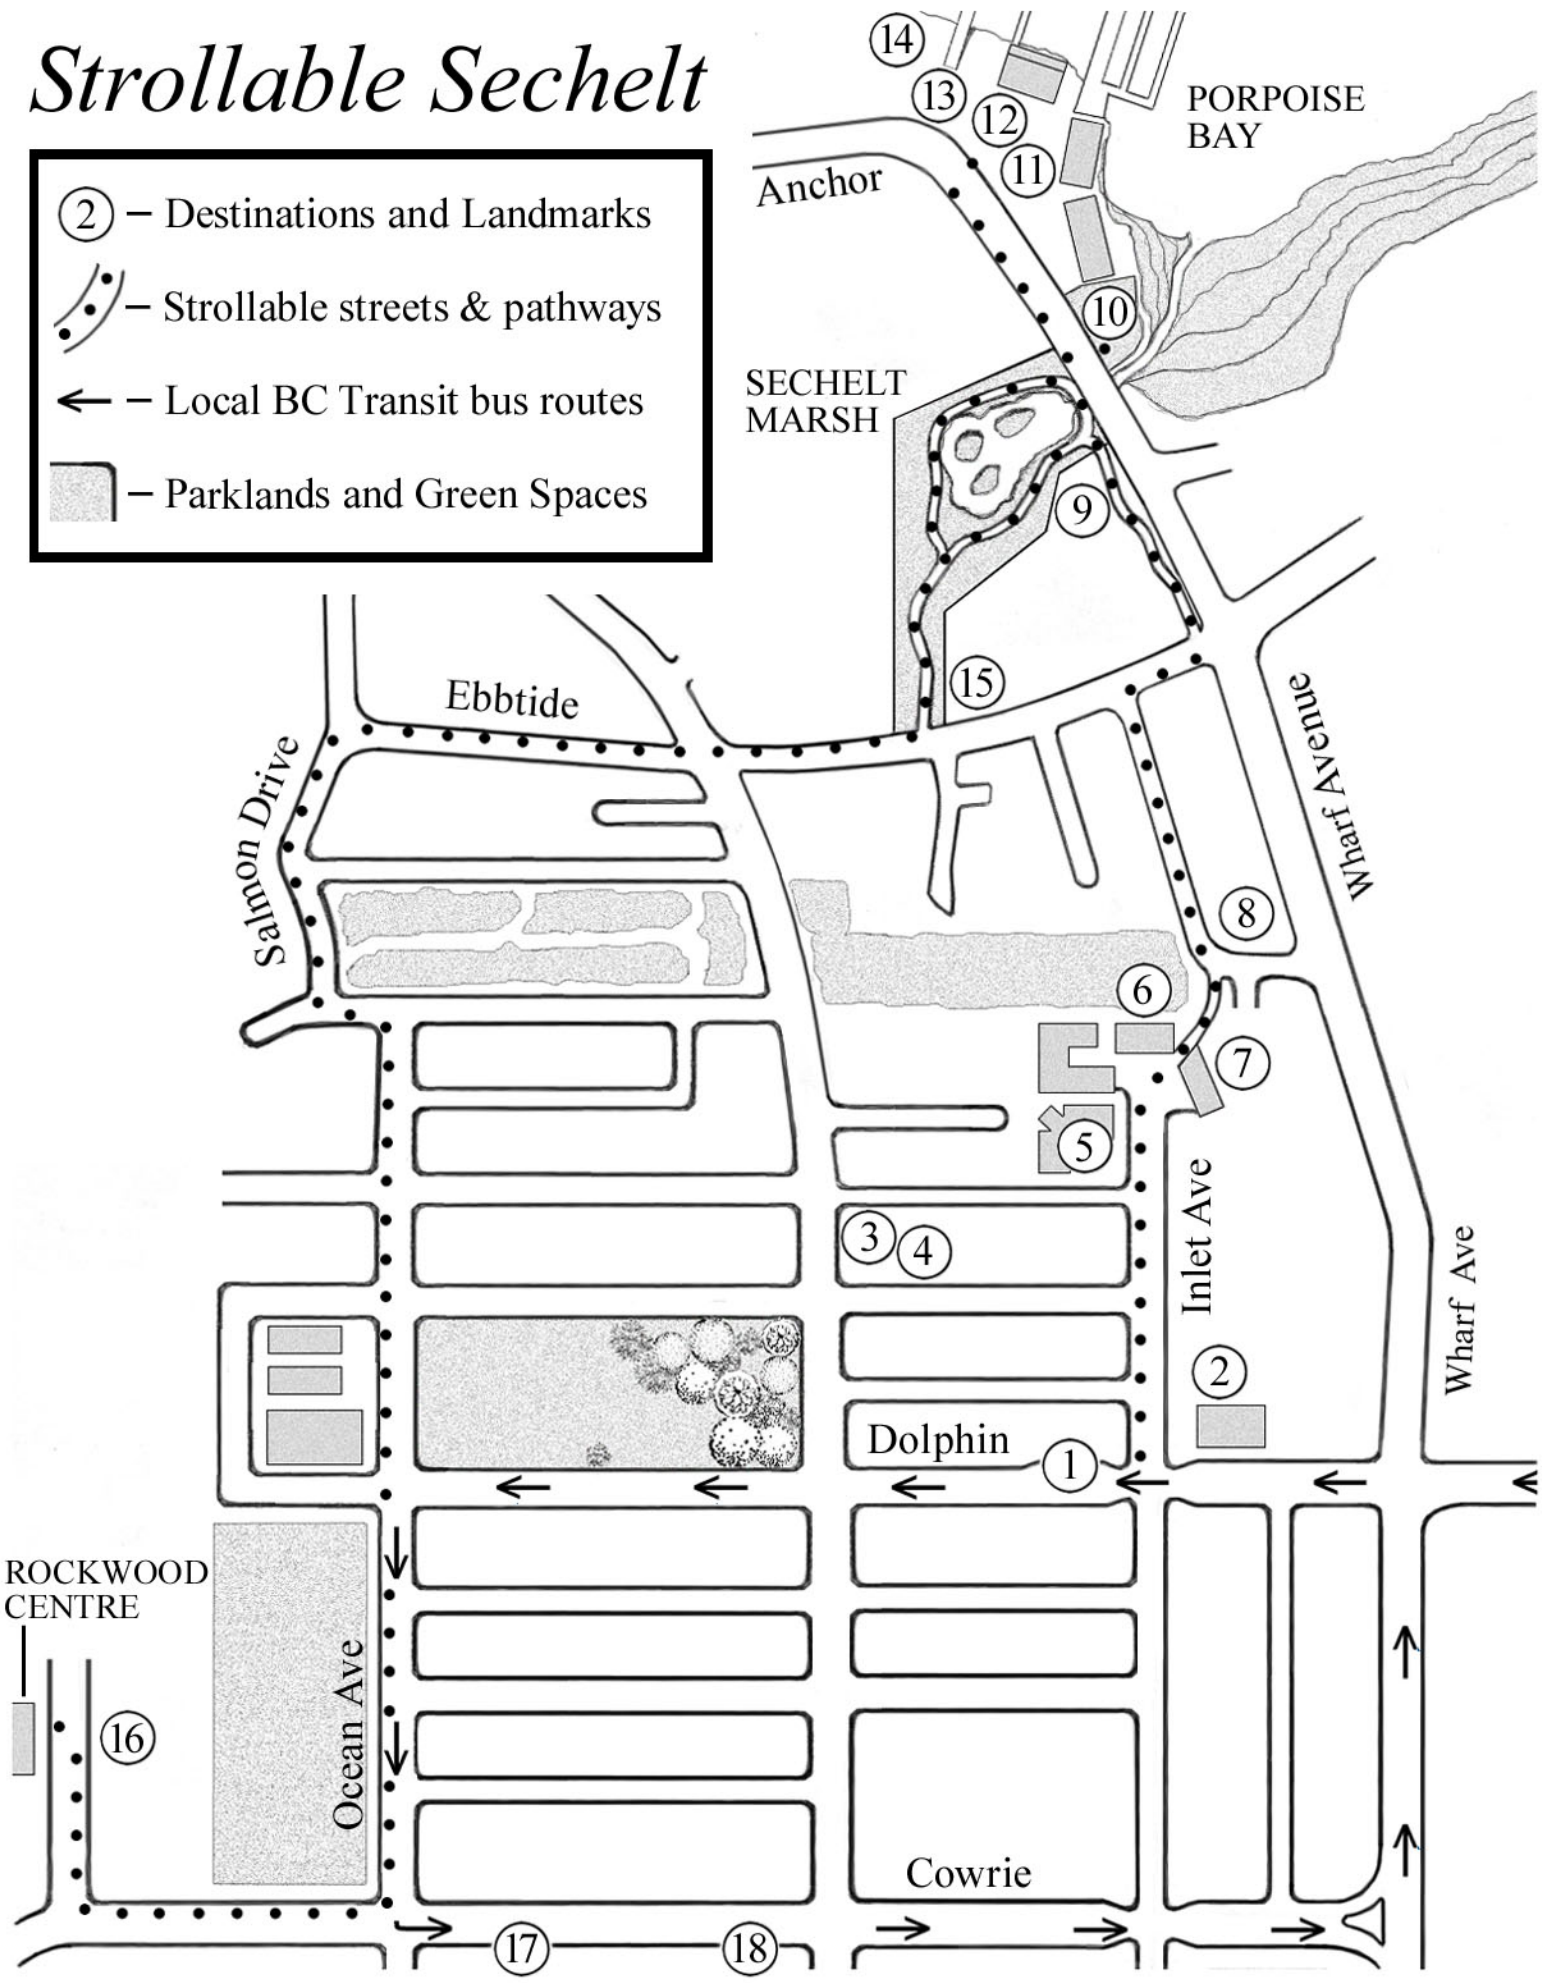 Strollable Sechelt
2 – Destinations and Landmarks
– Strollable streets & pathways
– Local BC Transit bus routes
– Parklands and Green Spaces
14
13
12
11
PORPOISE
BAY
Anchor
10
SECHELT
MARSH
9
15
Ebbtide
Salmon Drive
Wharf Avenue
8
6
7
5
3
4
Inlet Ave
Wharf Ave
2
Dolphin
1
ROCKWOOD
CENTRE
16
Ocean Ave
Cowrie
17
18